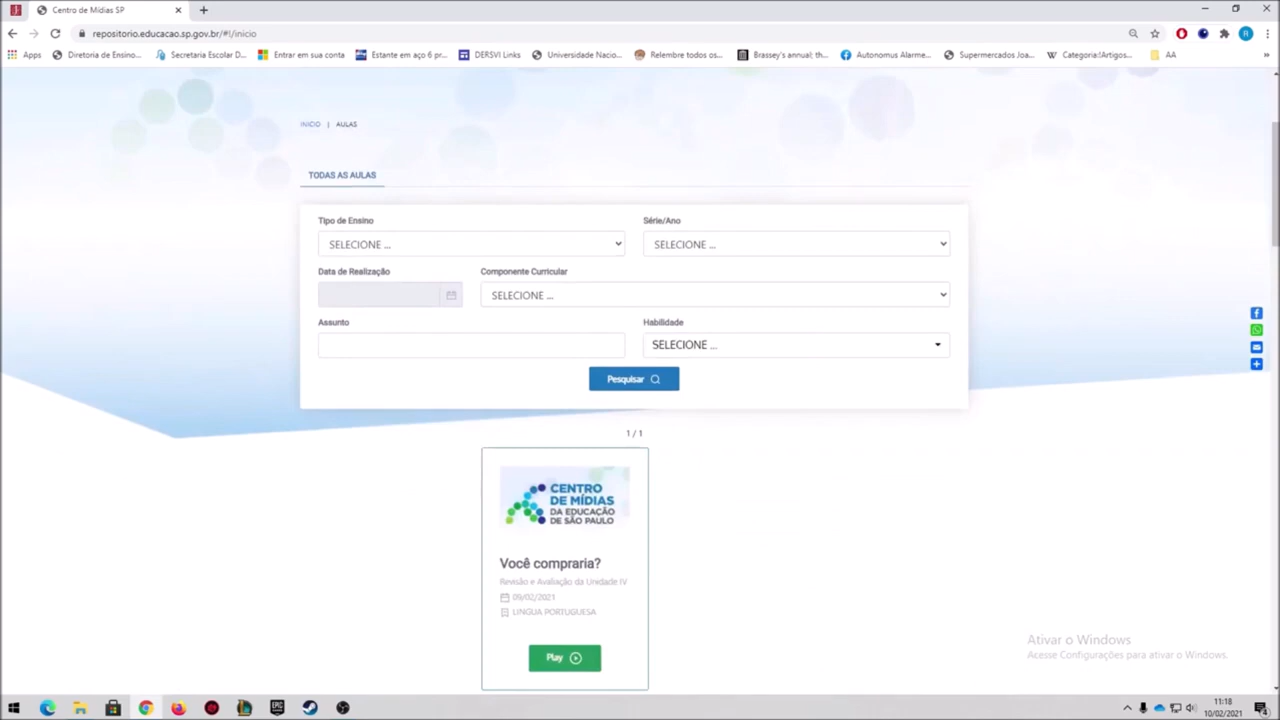 Centro de Mídias SP
repositorio.educacao.sp.gov.br/#!/inicio
Apps Diretoria de Ensino... Secretaria Escolar D... Entrar em sua conta Estante em aço 6 pr... DERSVI Links Universidade Nacio... Relembre todos os... Brassey's annual; th... Autonomus Alarme... Supermercados Joa... Categoria:!Artigos... AA »
INICIO | AULAS
TODAS AS AULAS
Tipo de Ensino Série/Ano
SELECIONE ... SELECIONE ...
Data de Realização Componente Curricular
SELECIONE ...
Assunto Habilidade
SELECIONE ...
Pesquisar
1 / 1
CENTRO
DE MÍDIAS
DA EDUCAÇÃO
DE SÃO PAULO
Você compraria?
Revisão e Avaliação da Unidade IV
09/02/2021
LINGUA PORTUGUESA
Play
Ativar o Windows
Acesse Configurações para ativar o Windows.
EPIC
11:18
10/02/2021
4